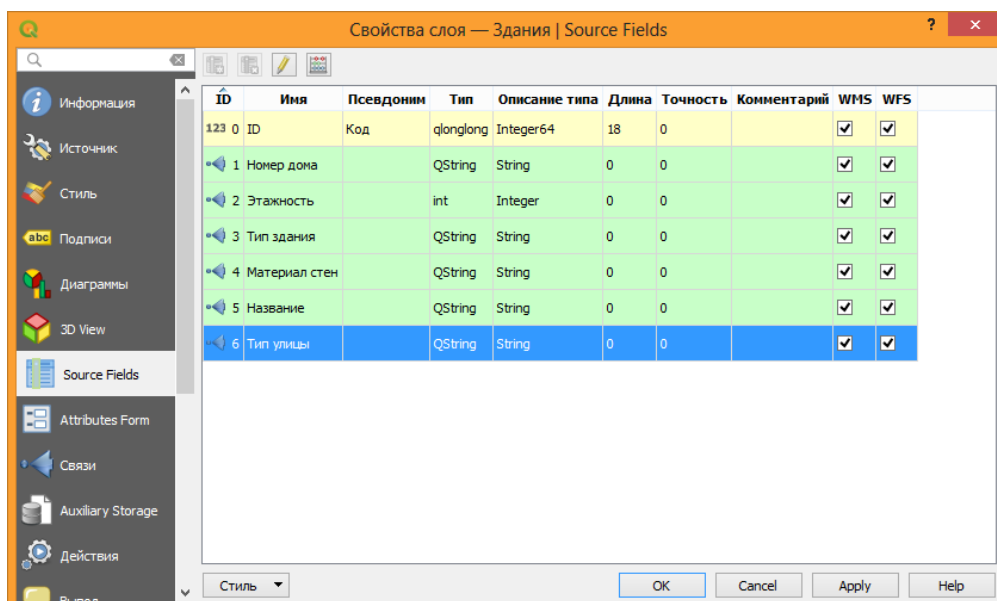 Свойства слоя — Здания | Source Fields
?
Информация
Источник
Стиль
abc Подписи
Диаграммы
3D View
Source Fields
Attributes Form
Связи
Auxiliary Storage
Действия
ID Имя Псевдоним Тип Описание типа Длина Точность Комментарий WMS WFS
123 0 ID Код qlonglong Integer64 18 0
1 Номер дома QString String 0 0
2 Этажность int Integer 0 0
3 Тип здания QString String 0 0
4 Материал стен QString String 0 0
5 Название QString String 0 0
6 Тип улицы QString String 0 0
Стиль
OK Cancel Apply Help